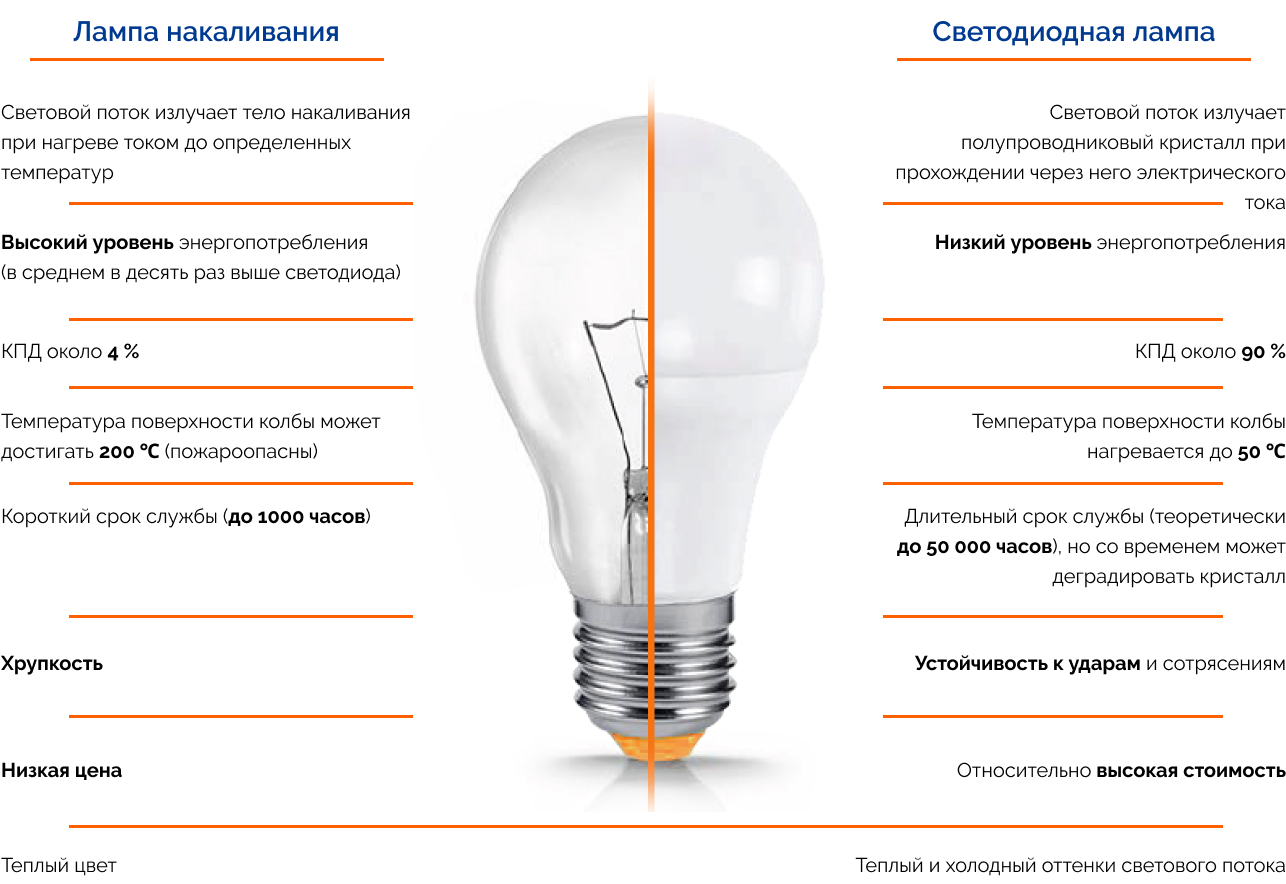 Лампа накаливания
Светодиодная лампа
Световой поток излучает тело накаливания
при нагреве током до определенных
температур
Световой поток излучает
полупроводниковый кристалл при
прохождении через него электрического
тока
Высокий уровень энергопотребления
(в среднем в десять раз выше светодиода)
Низкий уровень энергопотребления
КПД около 4 %
КПД около 90 %
Температура поверхности колбы может
достигать 200 °С (пожароопасны)
Температура поверхности колбы
нагревается до 50 °С
Короткий срок службы (до 1000 часов)
Длительный срок службы (теоретически
до 50 000 часов), но со временем может
деградировать кристалл
Хрупкость
Устойчивость к ударам и сотрясениям
Низкая цена
Относительно высокая стоимость
Теплый цвет
Теплый и холодный оттенки светового потока